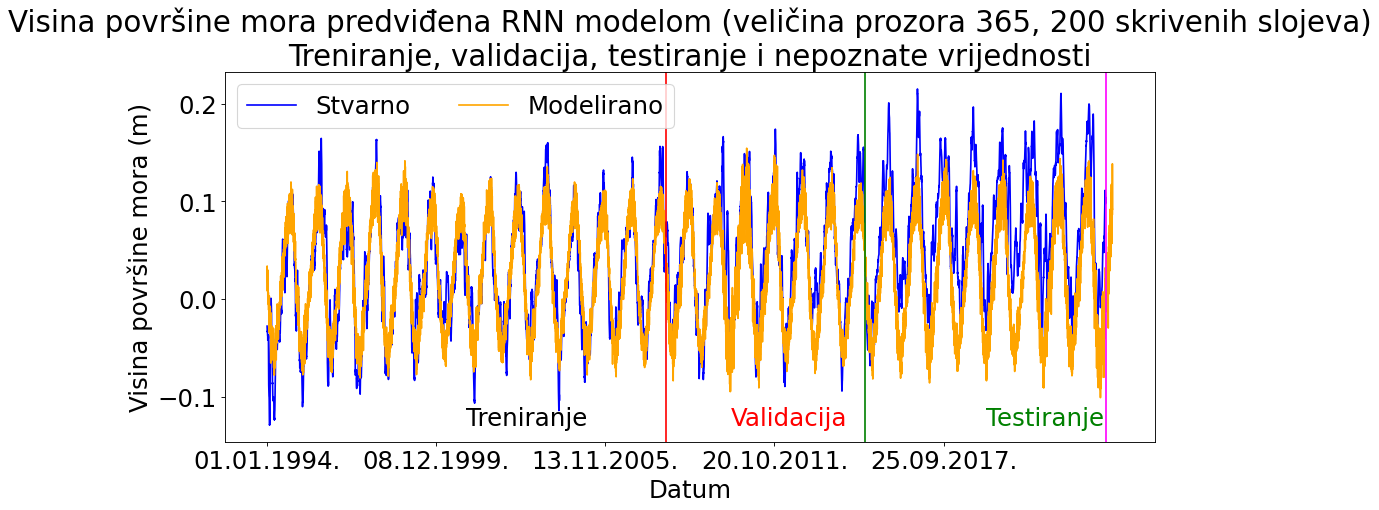 Visina površine mora predviđena RNN modelom (veličina prozora 365, 200 skrivenih slojeva)
Treniranje, validacija, testiranje i nepoznate vrijednosti
Stvarno Modelirano
Visina površine mora (m)
0.2
0.1
0.0
−0.1
Treniranje Validacija Testiranje
01.01.1994. 08.12.1999. 13.11.2005. 20.10.2011. 25.09.2017.
Datum